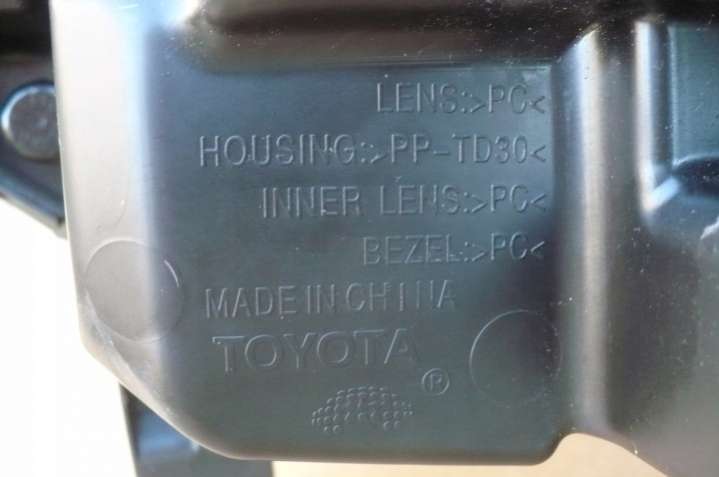 LENS:>PC<
HOUSING:>PP-TD30<
INNER LENS:>PC<
BEZEL:>PC<
MADE IN CHINA
TOYOTA
®